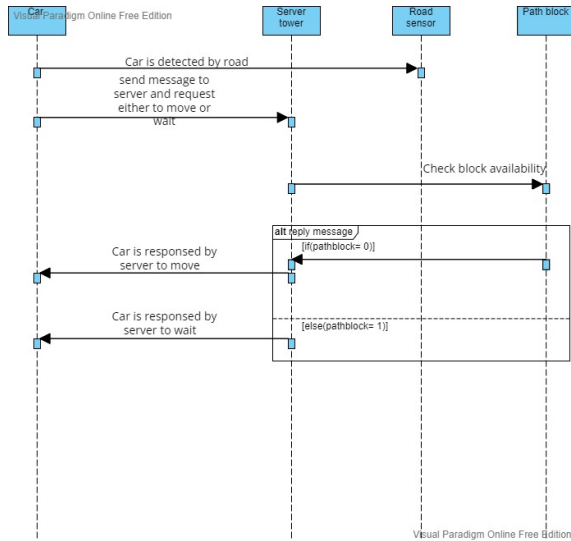 Visual Paradigm Online Free Edition
Car
Server
tower
Road
sensor
Path block
Car is detected by road
send message to
server and request
either to move or
wait
Check block availability
alt reply message
[if(pathblock= 0)]
Car is responsed by
server to move
Car is responsed by
server to wait
[else(pathblock= 1)]
Visual Paradigm Online Free Edition